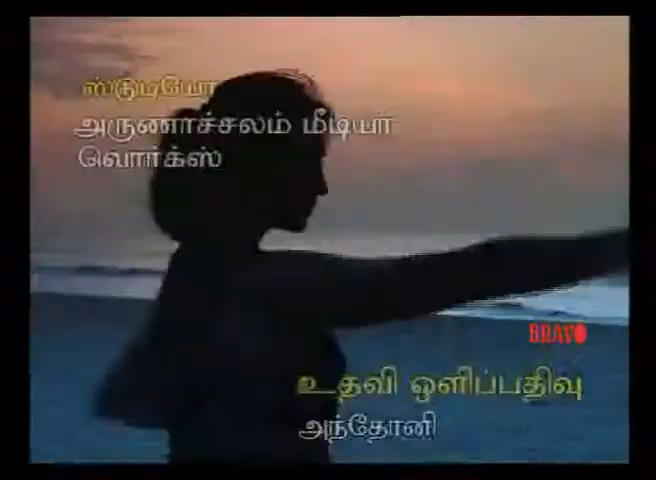 ஸ்டுடியோ
அருணாச்சலம் மீடியா
வொர்க்ஸ்
BRAVO
உதவி ஒளிப்பதிவு
அந்தோனி